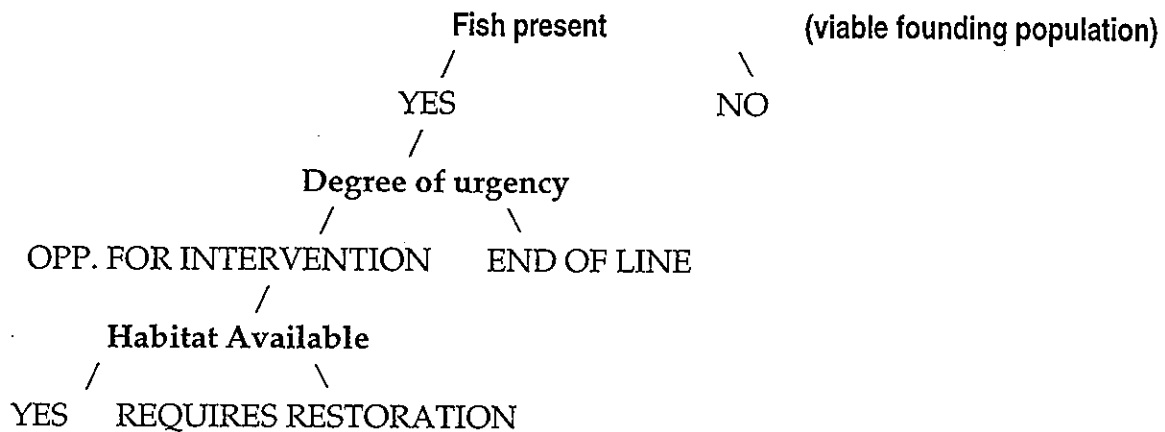 Fish present (viable founding population)
/ \
YES NO
/
Degree of urgency
/ \
OPP. FOR INTERVENTION END OF LINE
/
Habitat Available
/ \
YES REQUIRES RESTORATION